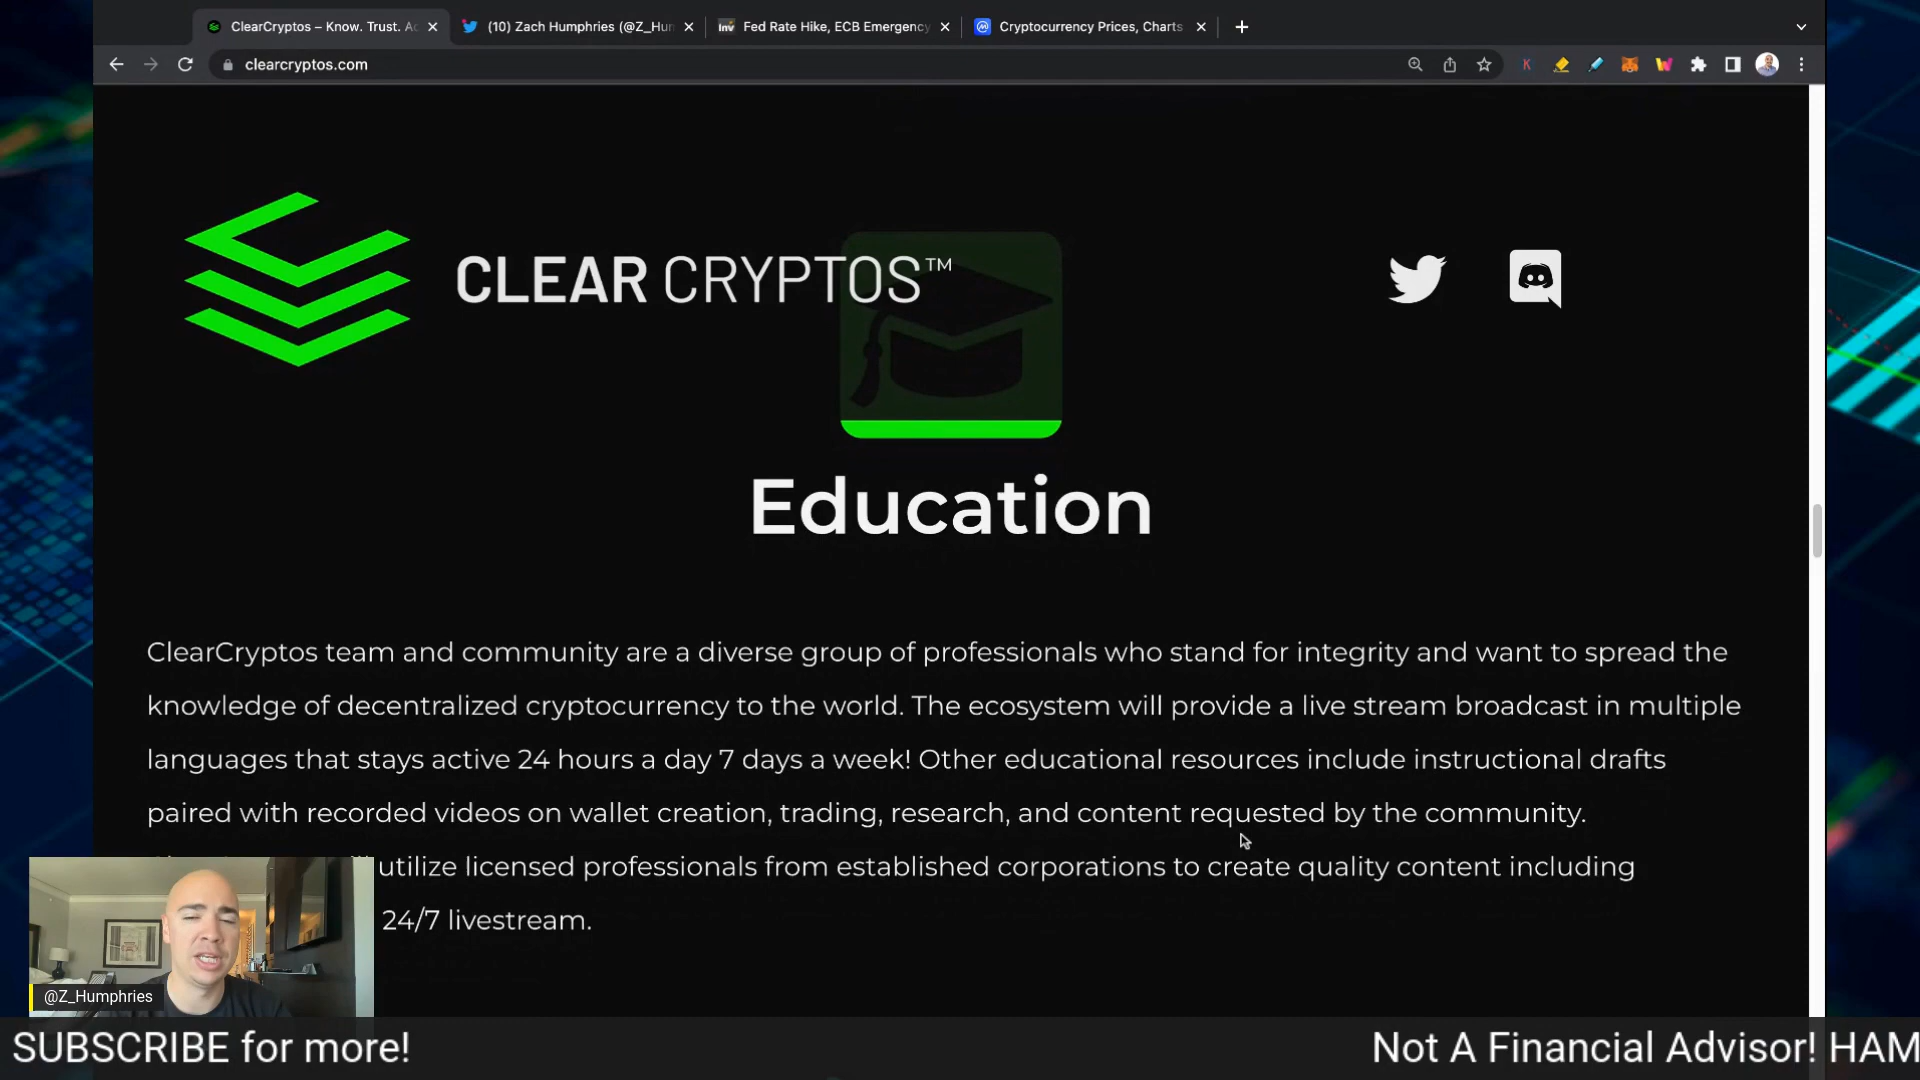 ClearCryptos – Know. Trust. Ac
(10) Zach Humphries (@Z_Hun
inv Fed Rate Hike, ECB Emergency
Cryptocurrency Prices, Charts
clearcryptos.com
K
CLEAR CRYPTOS™
Education
ClearCryptos team and community are a diverse group of professionals who stand for integrity and want to spread the
knowledge of decentralized cryptocurrency to the world. The ecosystem will provide a live stream broadcast in multiple
languages that stays active 24 hours a day 7 days a week! Other educational resources include instructional drafts
paired with recorded videos on wallet creation, trading, research, and content requested by the community.
utilize licensed professionals from established corporations to create quality content including
24/7 livestream.
@Z_Humphries
SUBSCRIBE for more!
Not A Financial Advisor! HAM